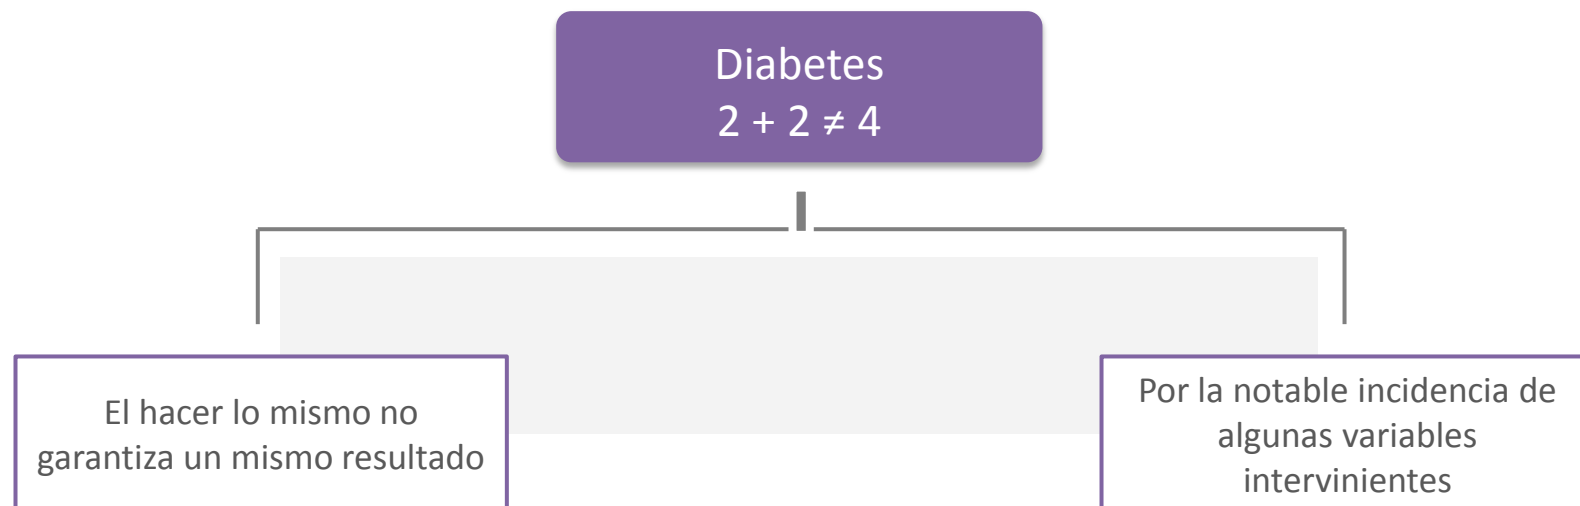 Diabetes
2 + 2 ≠ 4
El hacer lo mismo no
garantiza un mismo resultado
Por la notable incidencia de
algunas variables
intervinientes